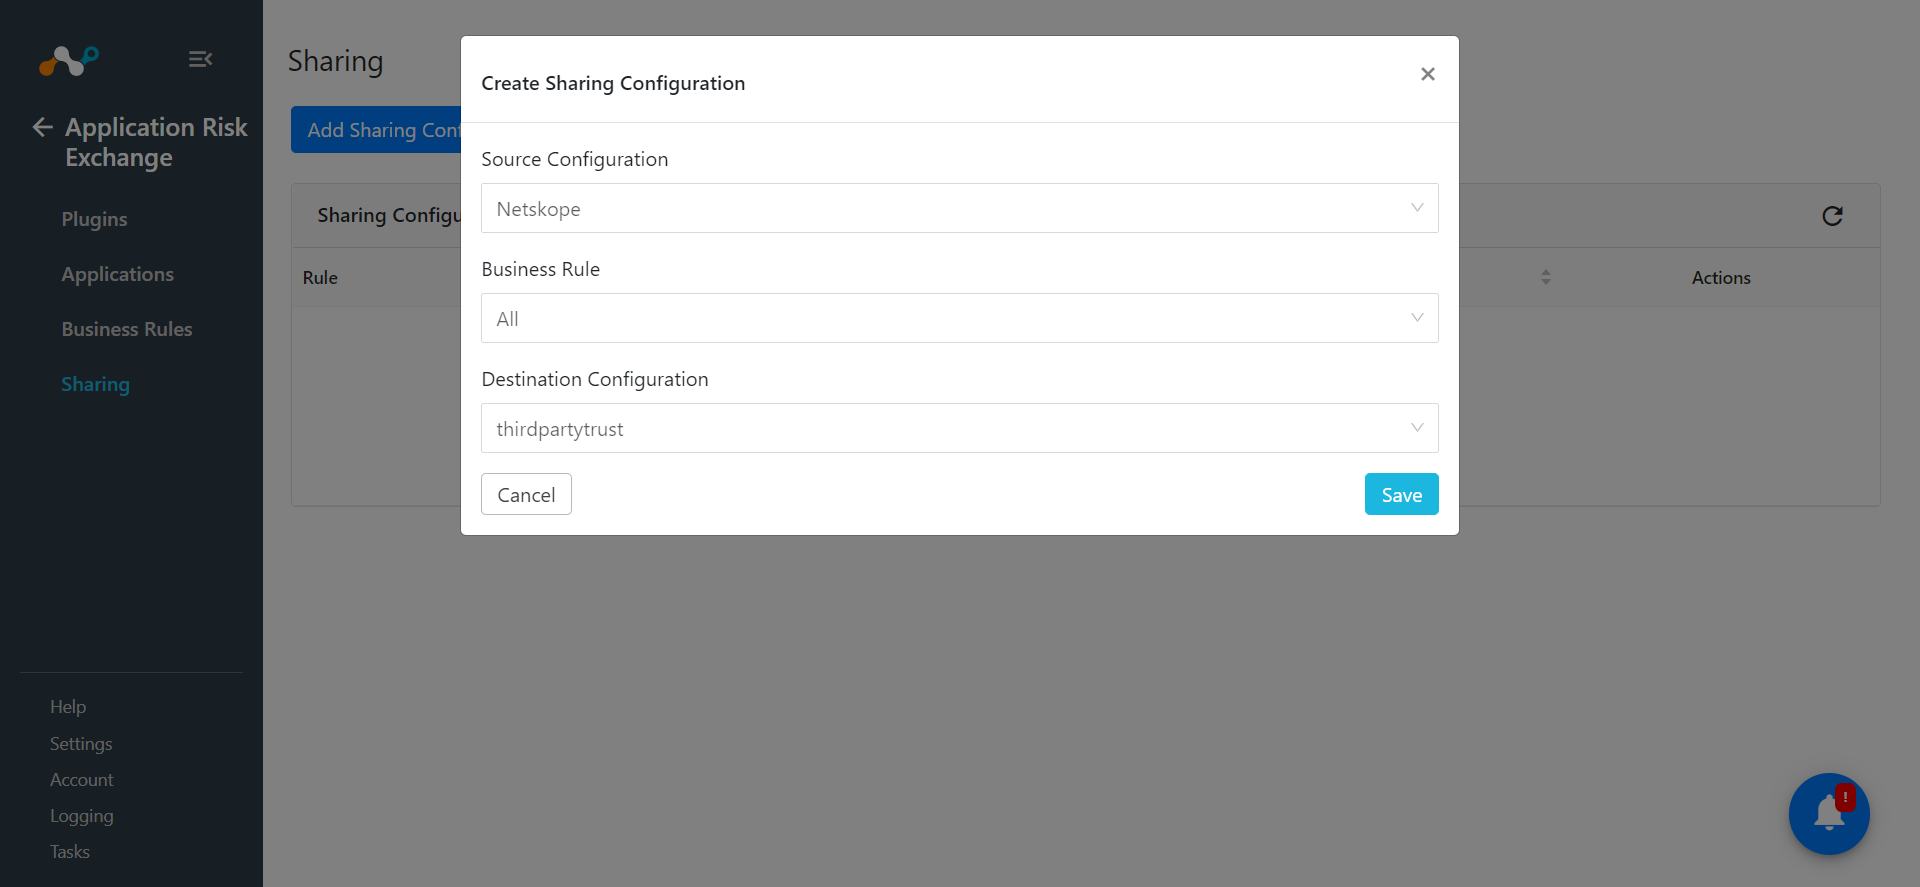 Application Risk
Exchange
Plugins
Applications
Business Rules
Sharing
Help
Settings
Account
Logging
Tasks
Sharing
Add Sharing Conf
Sharing Configu
Rule
Actions
Create Sharing Configuration
Source Configuration
Netskope
Business Rule
All
Destination Configuration
thirdpartytrust
Cancel
Save
!